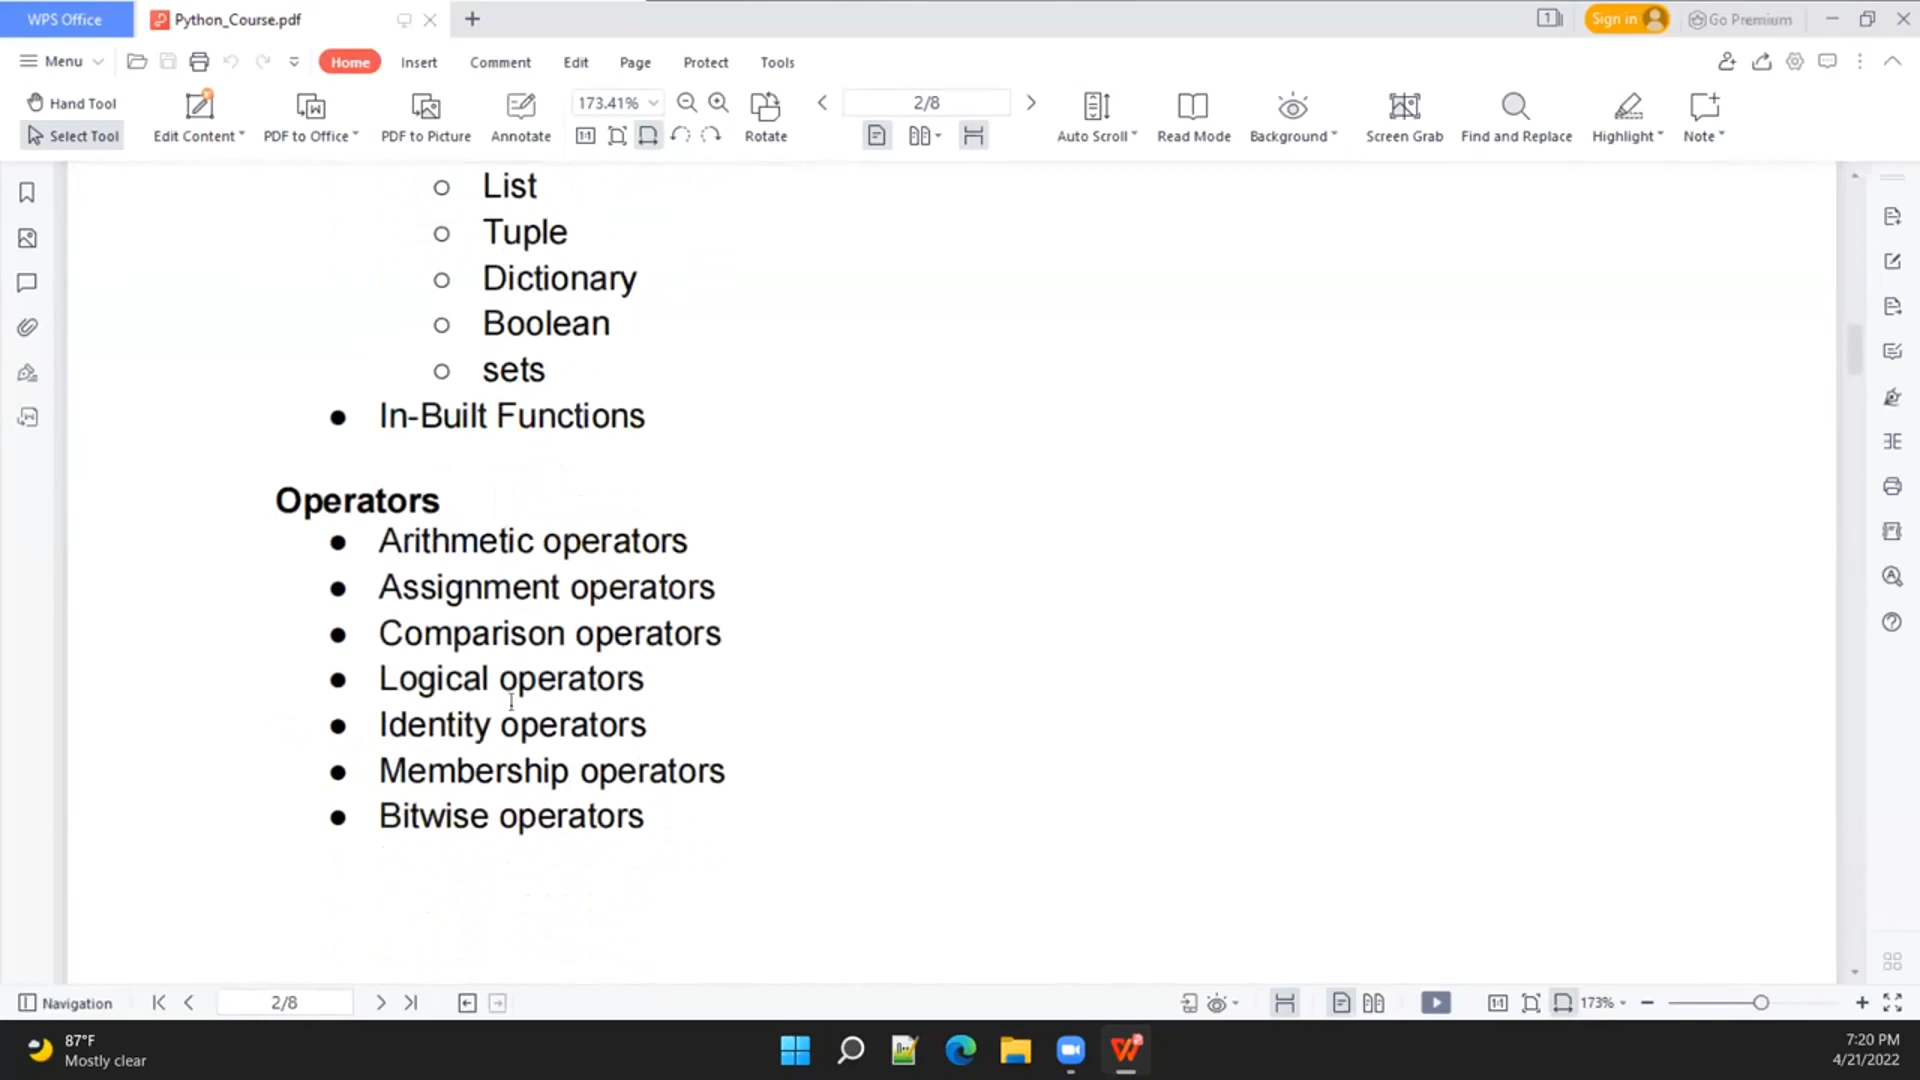 WPS Office
Python_Course.pdf
1
Sign in
Go Premium
Menu
Home
Insert
Comment
Edit
Page
Protect
Tools
Hand Tool
Select Tool
Edit Content
PDF to Office
PDF to Picture
Annotate
173.41%
Rotate
2/8
Auto Scroll
Read Mode
Background
Screen Grab
Find and Replace
Highlight
Note
○ List
○ Tuple
○ Dictionary
○ Boolean
○ sets
● In-Built Functions
Operators
● Arithmetic operators
● Assignment operators
● Comparison operators
● Logical operators
● Identity operators
● Membership operators
● Bitwise operators
Navigation
2/8
173%
87°F
Mostly clear
7:20 PM
4/21/2022